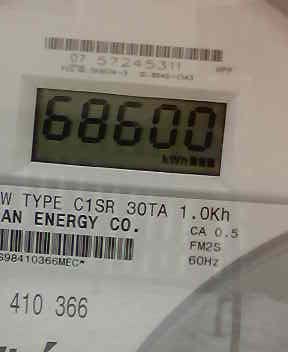 07 57245311
68600
kWh
W TYPE C1SR 30TA 1.0Kh
AN ENERGY CO.
CA 0.5
FM2S
60Hz
S98410366MEC*
410 366